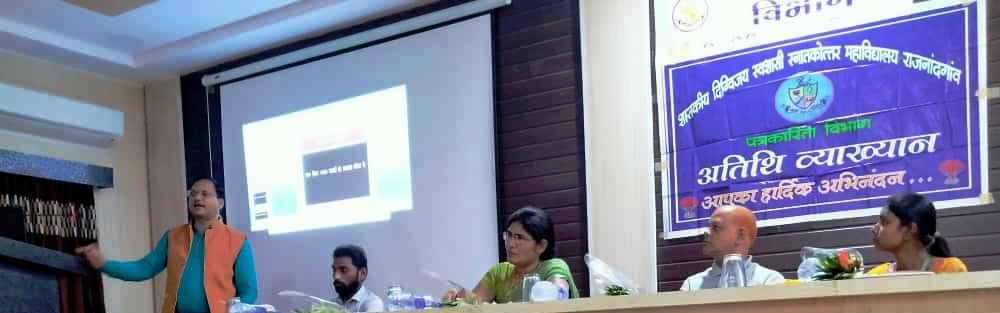 विभाग
शासकीय दिग्विजय स्वशासी स्नातकोत्तर महाविद्यालय राजनांदगांव
पत्रकारिता विभाग
अतिथि व्याख्यान
आपका हार्दिक अभिनंदन...